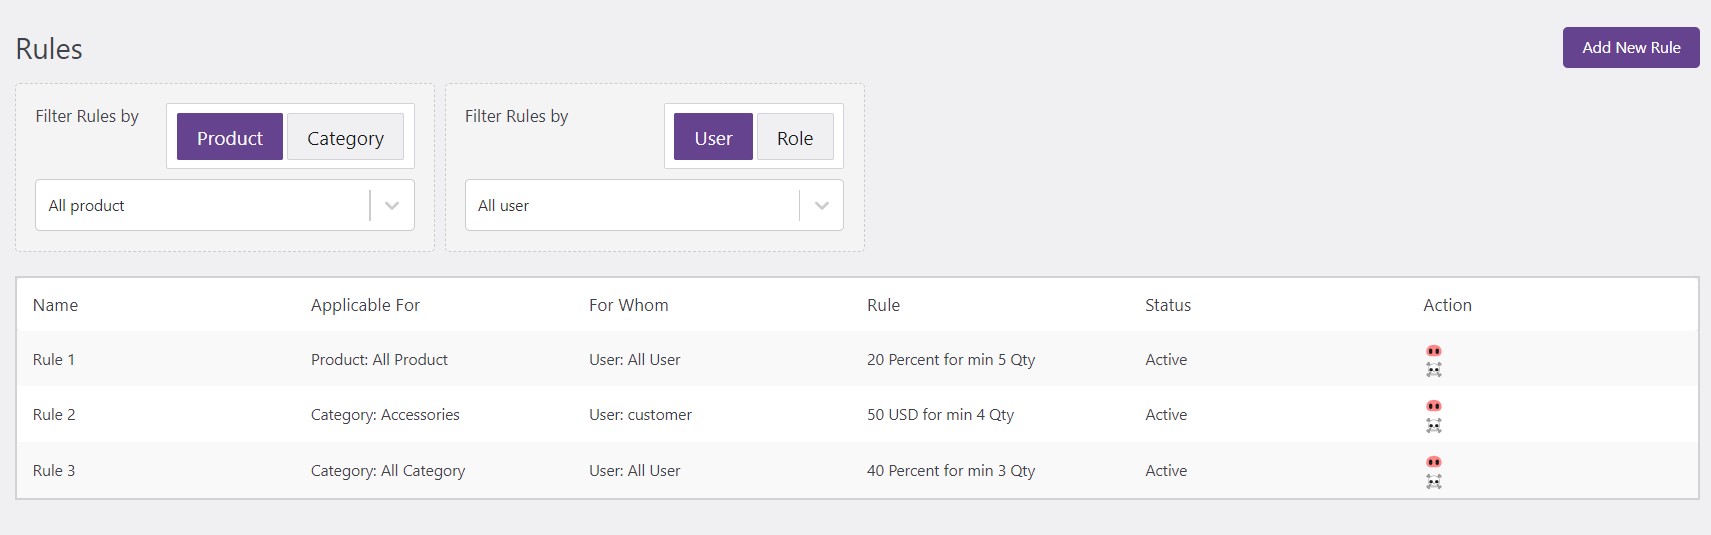 Rules
Add New Rule
Filter Rules by
Product
Category
All product
Filter Rules by
User
Role
All user
Name Applicable For For Whom Rule Status Action
Rule 1 Product: All Product User: All User 20 Percent for min 5 Qty Active
Rule 2 Category: Accessories User: customer 50 USD for min 4 Qty Active
Rule 3 Category: All Category User: All User 40 Percent for min 3 Qty Active